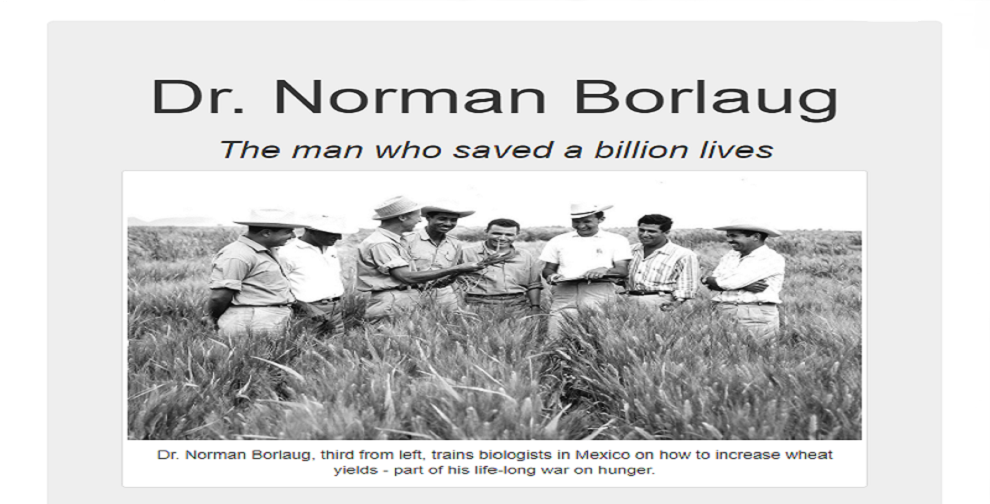 Dr. Norman Borlaug
The man who saved a billion lives
Dr. Norman Borlaug, third from left, trains biologists in Mexico on how to increase wheat
yields - part of his life-long war on hunger.